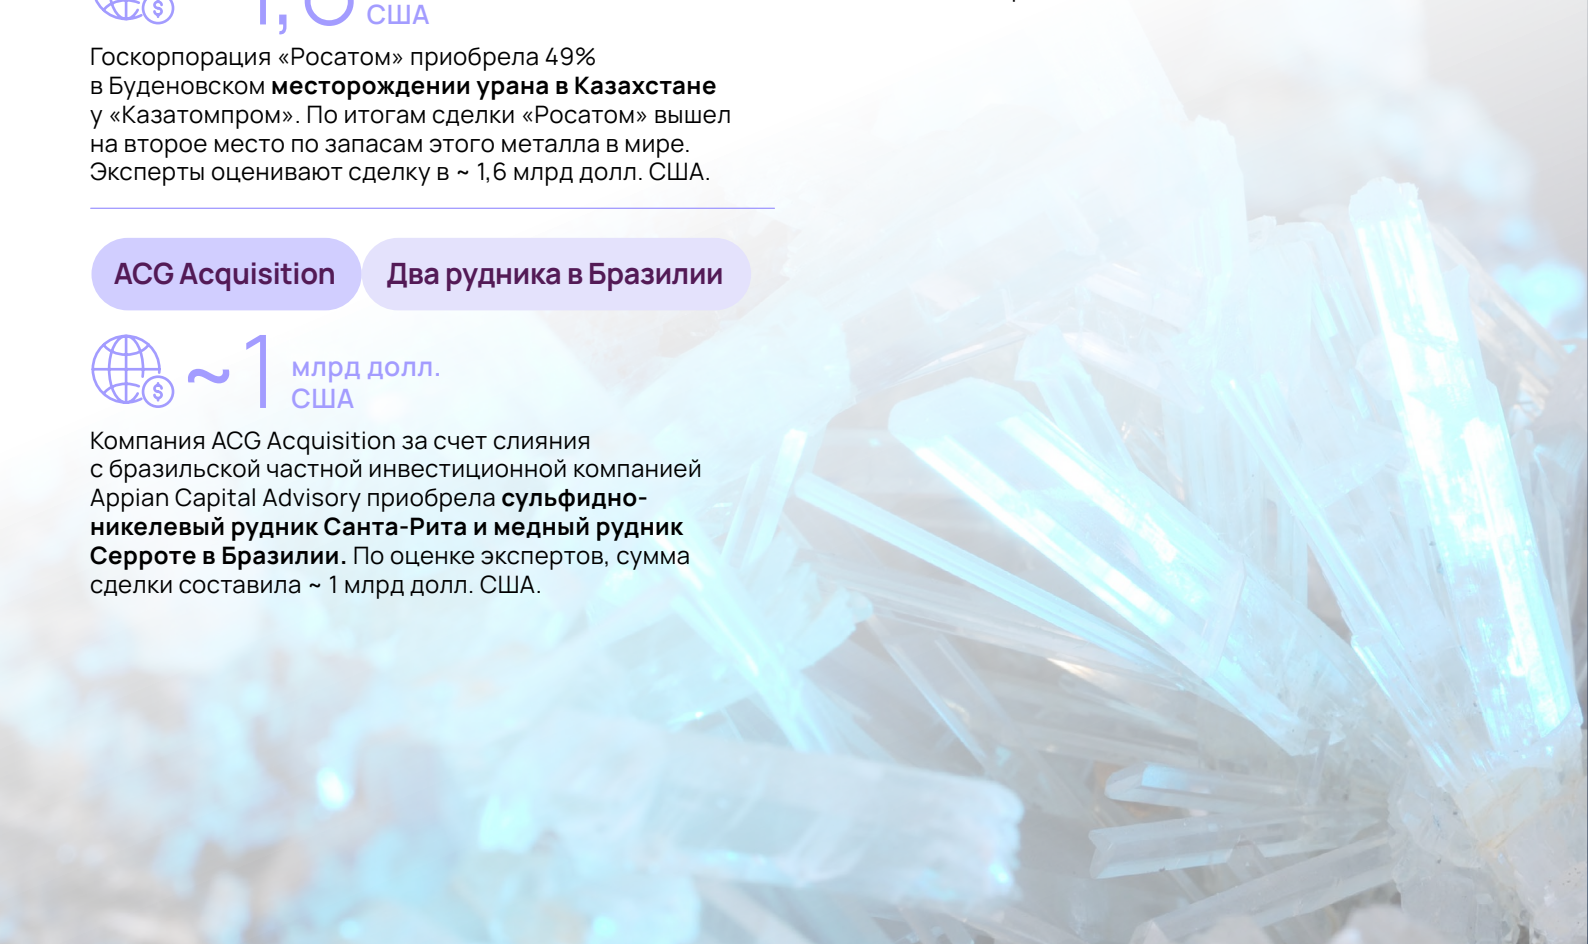 США
Госкорпорация «Росатом» приобрела 49%
в Буденовском месторождении урана в Казахстане
у «Казатомпром». По итогам сделки «Росатом» вышел
на второе место по запасам этого металла в мире.
Эксперты оценивают сделку в ~ 1,6 млрд долл. США.
ACG Acquisition Два рудника в Бразилии
~1 млрд долл.
США
Компания ACG Acquisition за счет слияния
с бразильской частной инвестиционной компанией
Appian Capital Advisory приобрела сульфидно-
никелевый рудник Санта-Рита и медный рудник
Серроте в Бразилии. По оценке экспертов, сумма
сделки составила ~ 1 млрд долл. США.